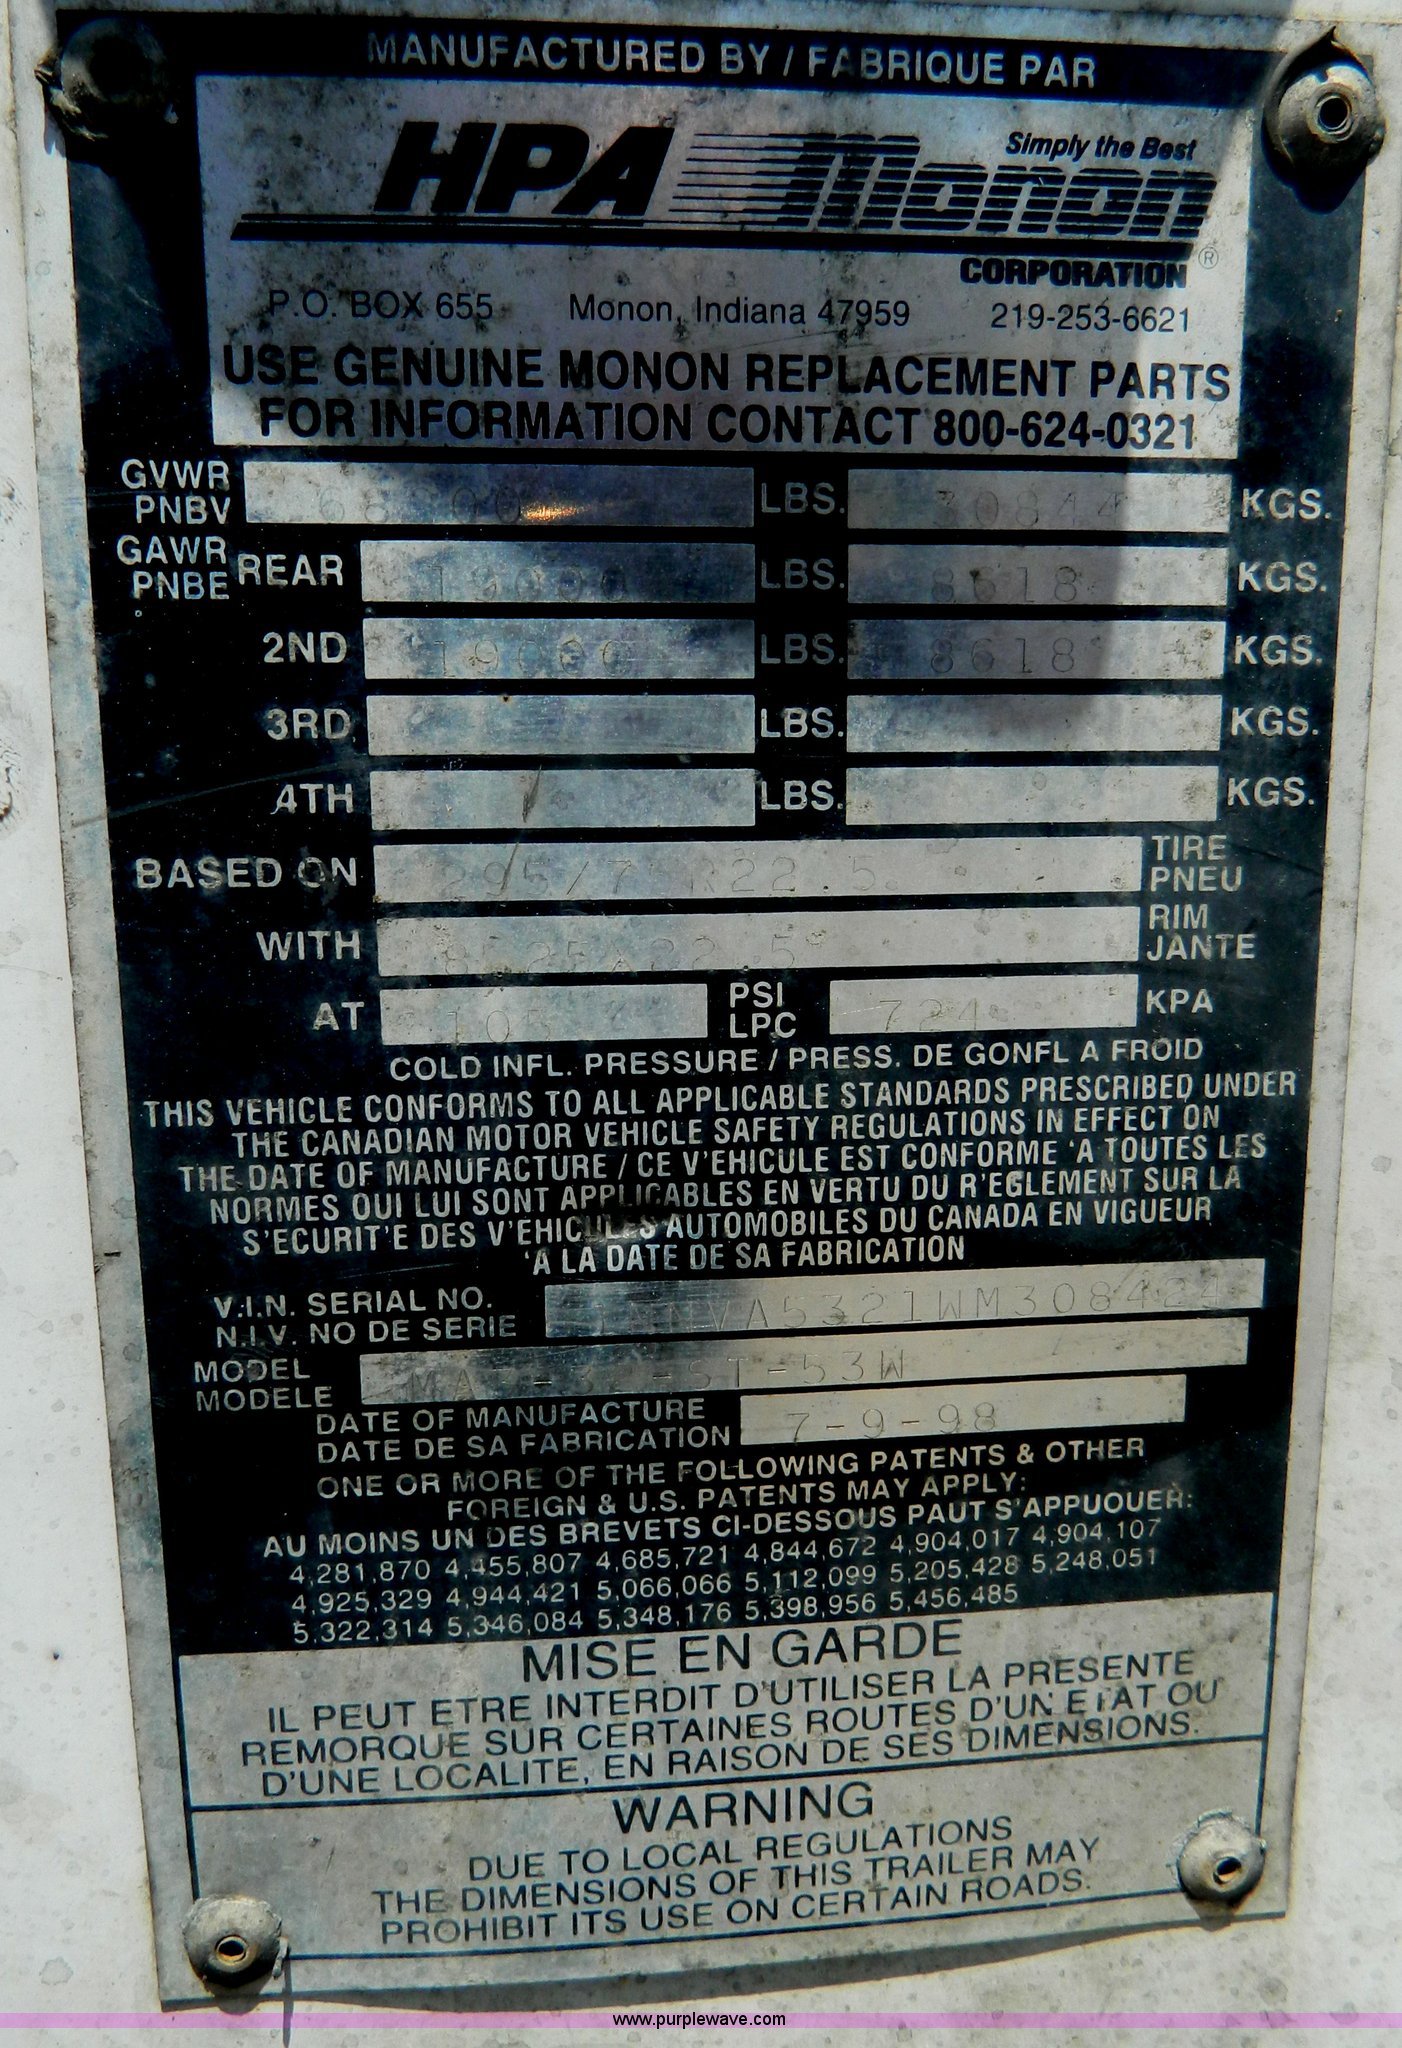 MANUFACTURED BY / FABRIQUE PAR
HPA Monon Simply the Best
CORPORATION ®
P.O. BOX 655 Monon, Indiana 47959 219-253-6621
USE GENUINE MONON REPLACEMENT PARTS
FOR INFORMATION CONTACT 800-624-0321
GVWR
PNBV 68000 LBS. 30844 KGS.
GAWR
PNBE REAR 19000 LBS. 8618 KGS.
2ND 19000 LBS. 8618 KGS.
3RD LBS. KGS.
4TH LBS. KGS.
BASED ON 295/75R22.5 TIRE
PNEU
WITH 8.25X22.5 RIM
JANTE
AT 105 PSI
LPC 724 KPA
COLD INFL. PRESSURE / PRESS. DE GONFL A FROID
THIS VEHICLE CONFORMS TO ALL APPLICABLE STANDARDS PRESCRIBED UNDER
THE CANADIAN MOTOR VEHICLE SAFETY REGULATIONS IN EFFECT ON
THE DATE OF MANUFACTURE / CE V'EHICULE EST CONFORME 'A TOUTES LES
NORMES QUI LUI SONT APPLICABLES EN VERTU DU R'EGLEMENT SUR LA
S'ECURIT'E DES V'EHICULES AUTOMOBILES DU CANADA EN VIGUEUR
'A LA DATE DE SA FABRICATION
V.I.N. SERIAL NO.
N.I.V. NO DE SERIE 1NNVA5321WM308424
MODEL
MODELE
DATE OF MANUFACTURE
DATE DE SA FABRICATION 7-9-98
ONE OR MORE OF THE FOLLOWING PATENTS & OTHER
FOREIGN & U.S. PATENTS MAY APPLY:
AU MOINS UN DES BREVETS CI-DESSOUS PAUT S'APPUOUER:
4,281,870 4,455,807 4,685,721 4,844,672 4,904,017 4,904,107
4,925,329 4,944,421 5,066,066 5,112,099 5,205,428 5,248,051
5,322,314 5,346,084 5,348,176 5,398,956 5,456,485
MISE EN GARDE
IL PEUT ETRE INTERDIT D'UTILISER LA PRESENTE
REMORQUE SUR CERTAINES ROUTES D'UN ETAT OU
D'UNE LOCALITE, EN RAISON DE SES DIMENSIONS.
WARNING
DUE TO LOCAL REGULATIONS
THE DIMENSIONS OF THIS TRAILER MAY
PROHIBIT ITS USE ON CERTAIN ROADS.
www.purplewave.com